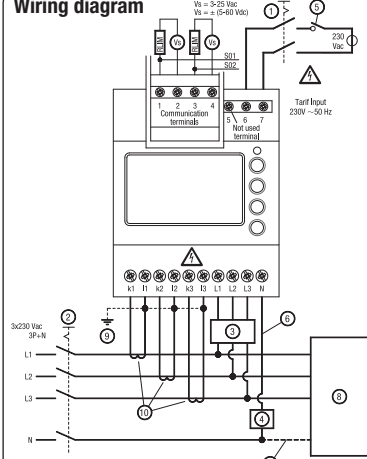 Wiring diagram
Vs = 3-25 Vac
Vs = ± (5-60 Vdc)
RLIM Vs RLIM Vs
S01
S02
1 5
230
Vac
1 2 3 4
Communication
terminals
5 6 7
Not used
terminal
Tarif Input
230V ~50 Hz
k1 l1 k2 l2 k3 l3 L1 L2 L3 N
2
3x230 Vac
3P+N
9
3
6
L1
L2
L3
8
10
4
N